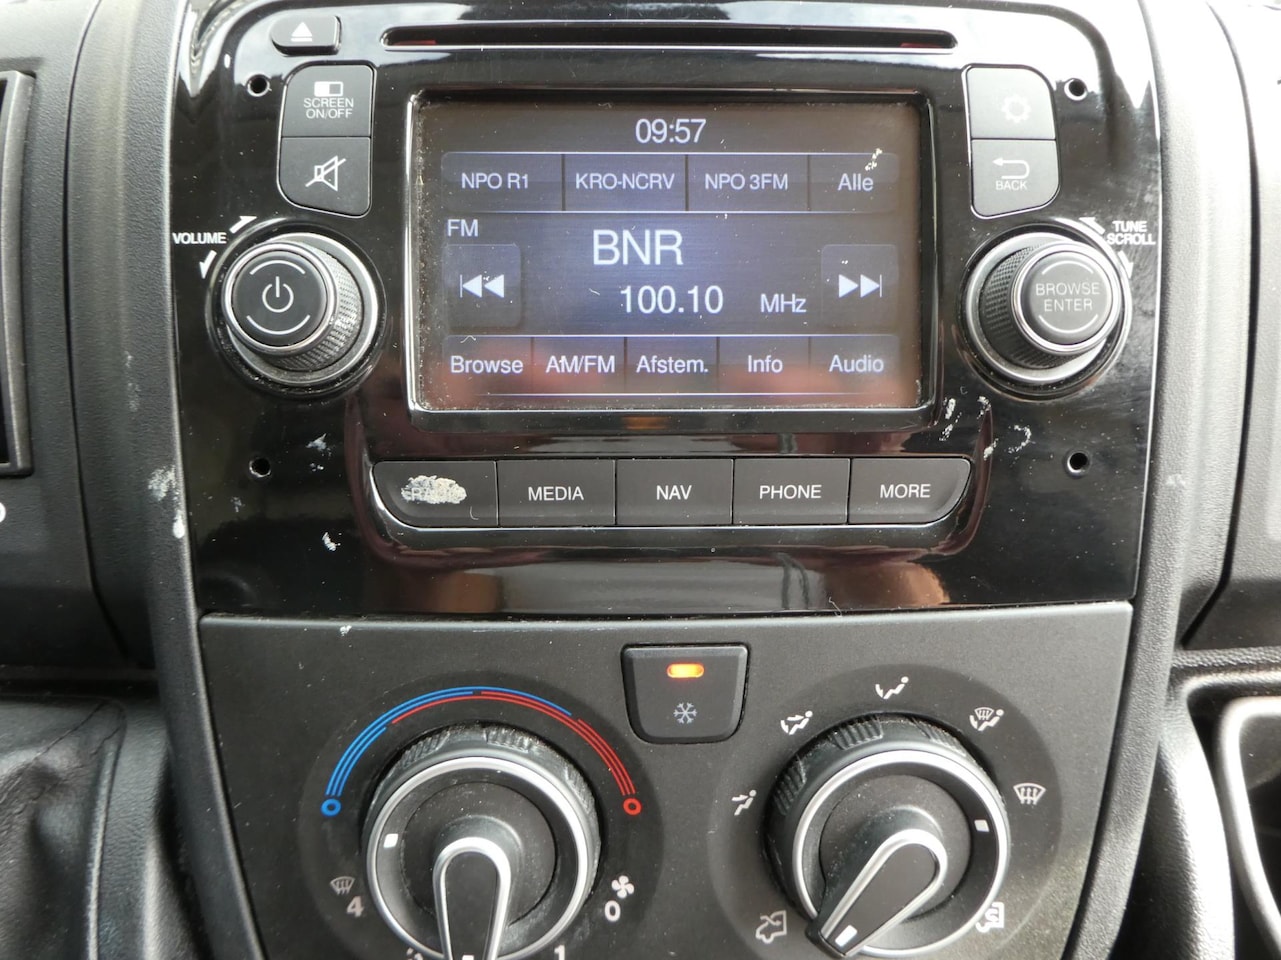 SCREEN
ON/OFF
09:57
NPO R1 KRO-NCRV NPO 3FM Alle
BACK
VOLUME
FM
BNR
TUNE
SCROLL
BROWSE
ENTER
100.10 MHz
Browse AM/FM Afstem. Info Audio
MEDIA NAV PHONE MORE
4 0
1